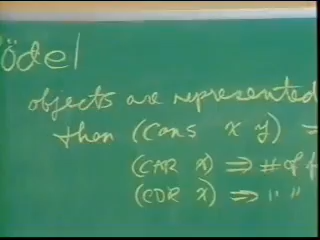 ödel
objects are represented
then (Cons x y) ⇒
(CAR X) ⇒ # of f
(CDR X) ⇒ " "